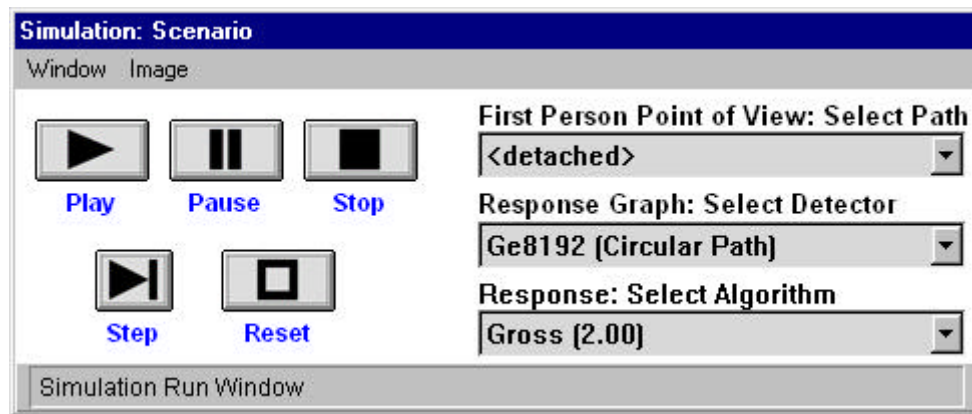 Simulation: Scenario
Window Image
Play Pause Stop
Step Reset
First Person Point of View: Select Path
<detached>
Response Graph: Select Detector
Ge8192 (Circular Path)
Response: Select Algorithm
Gross (2.00)
Simulation Run Window